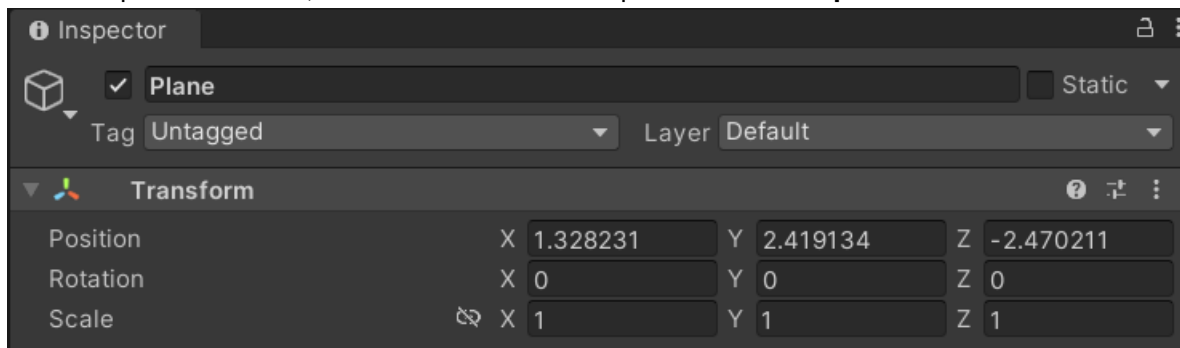 Inspector
Plane Static
Tag Untagged Layer Default
Transform
Position X 1.328231 Y 2.419134 Z -2.470211
Rotation X 0 Y 0 Z 0
Scale X 1 Y 1 Z 1